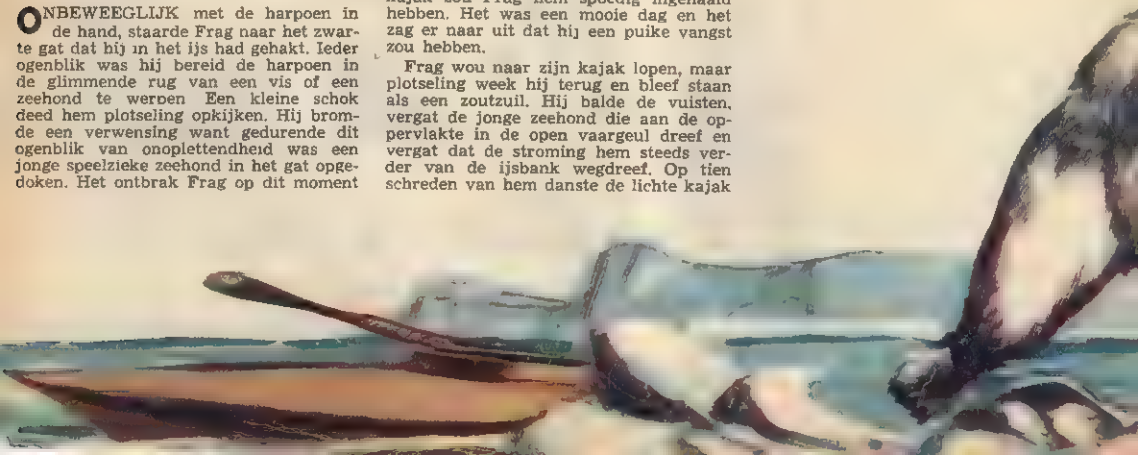 ONBEWEEGLIJK met de harpoen in
de hand, staarde Frag naar het zwar-
te gat dat hij in het ijs had gehakt. Ieder
ogenblik was hij bereid de harpoen in
de glimmende rug van een vis of een
zeehond te werpen Een kleine schok
deed hem plotseling opkijken. Hij brom-
de een verwensing want gedurende dit
ogenblik van onoplettendheid was een
jonge speelzieke zeehond in het gat opge-
doken. Het ontbrak Frag op dit moment
kajak zou Frag hem spoedig ingehaald
hebben. Het was een mooie dag en het
zag er naar uit dat hij een puike vangst
zou hebben.
Frag wou naar zijn kajak lopen, maar
plotseling week hij terug en bleef staan
als een zoutzuil. Hij balde de vuisten,
vergat de jonge zeehond die aan de op-
pervlakte in de open vaargeul dreef en
vergat dat de stroming hem steeds ver-
der van de ijsbank wegdreef. Op tien
schreden van hem danste de lichte kajak